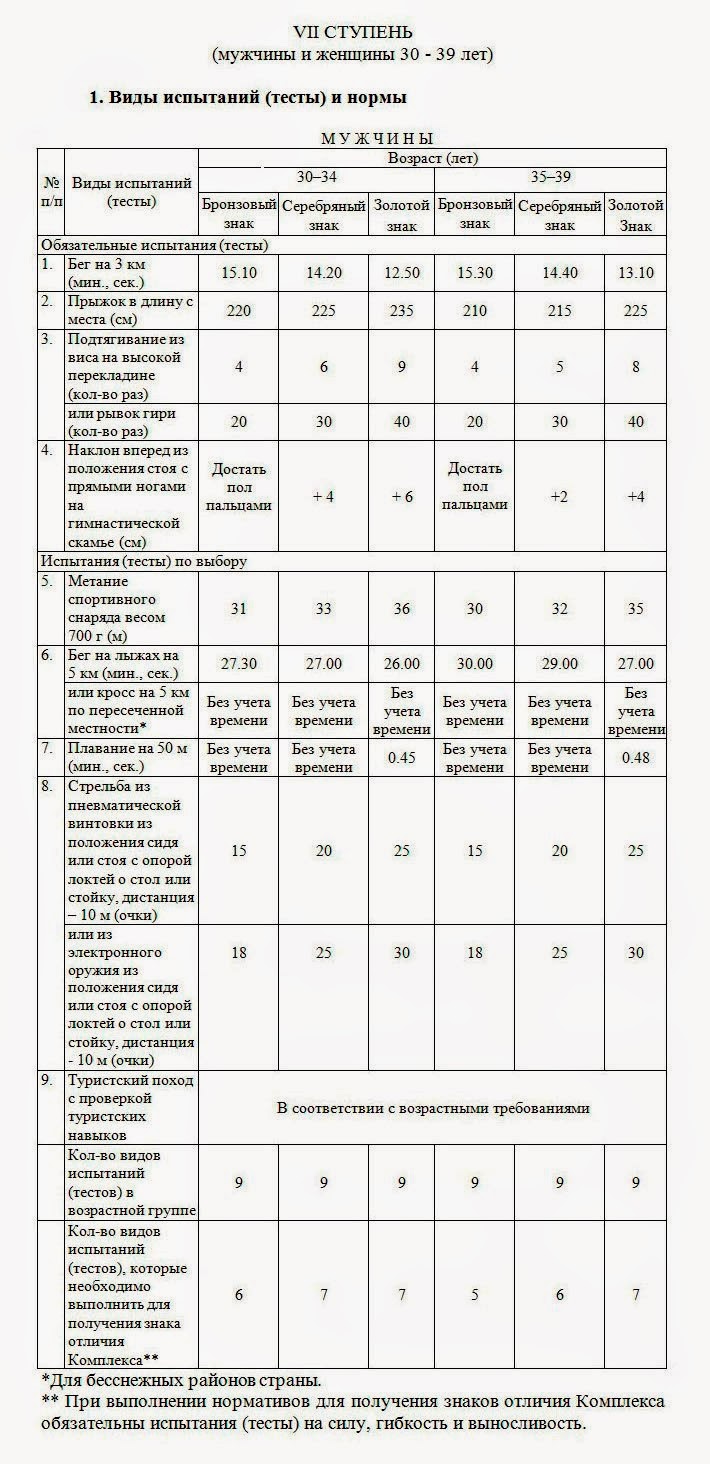 VII СТУПЕНЬ
(мужчины и женщины 30 - 39 лет)
1. Виды испытаний (тесты) и нормы
М У Ж Ч И Н Ы
№ п/п Виды испытаний (тесты) Возраст (лет)
30–34 35–39
Бронзовый знак Серебряный знак Золотой знак Бронзовый знак Серебряный знак Золотой Знак
Обязательные испытания (тесты)
1. Бег на 3 км
(мин., сек.) 15.10 14.20 12.50 15.30 14.40 13.10
2. Прыжок в длину с
места (см) 220 225 235 210 215 225
3. Подтягивание из
виса на высокой
перекладине
(кол-во раз) 4 6 9 4 5 8
или рывок гири
(кол-во раз) 20 30 40 20 30 40
4. Наклон вперед из
положения стоя с
прямыми ногами
на
гимнастической
скамье (см) Достать пол пальцами + 4 + 6 Достать пол пальцами +2 +4
Испытания (тесты) по выбору
5. Метание
спортивного
снаряда весом
700 г (м) 31 33 36 30 32 35
6. Бег на лыжах на
5 км (мин., сек.) 27.30 27.00 26.00 30.00 29.00 27.00
или кросс на 5 км
по пересеченной
местности* Без учета времени Без учета времени Без учета времени Без учета времени Без учета времени Без учета времени
7. Плавание на 50 м
(мин., сек.) Без учета времени Без учета времени 0.45 Без учета времени Без учета времени 0.48
8. Стрельба из
пневматической
винтовки из
положения сидя
или стоя с опорой
локтей о стол или
стойку, дистанция
– 10 м (очки) 15 20 25 15 20 25
или из
электронного
оружия из
положения сидя
или стоя с опорой
локтей о стол или
стойку, дистанция
- 10 м (очки) 18 25 30 18 25 30
9. Туристский поход
с проверкой
туристских
навыков В соответствии с возрастными требованиями
Кол-во видов
испытаний
(тестов) в
возрастной группе 9 9 9 9 9 9
Кол-во видов
испытаний
(тестов), которые
необходимо
выполнить для
получения знака
отличия
Комплекса** 6 7 7 5 6 7
*Для бесснежных районов страны.
** При выполнении нормативов для получения знаков отличия Комплекса
обязательны испытания (тесты) на силу, гибкость и выносливость.